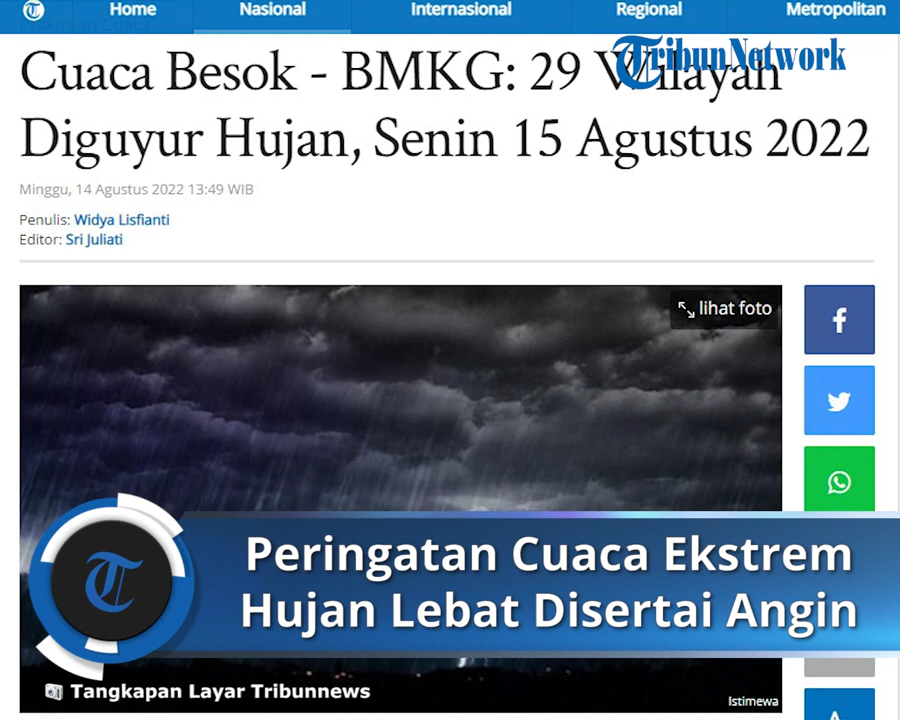 Home Nasional Internasional Regional Metropolitan
Prakiraan Cuaca
TribunNetwork
Cuaca Besok - BMKG: 29 Wilayah
Diguyur Hujan, Senin 15 Agustus 2022
Minggu, 14 Agustus 2022 13:49 WIB
Penulis: Widya Lisfianti
Editor: Sri Juliati
lihat foto
Peringatan Cuaca Ekstrem
Hujan Lebat Disertai Angin
Tangkapan Layar Tribunnews
Istimewa